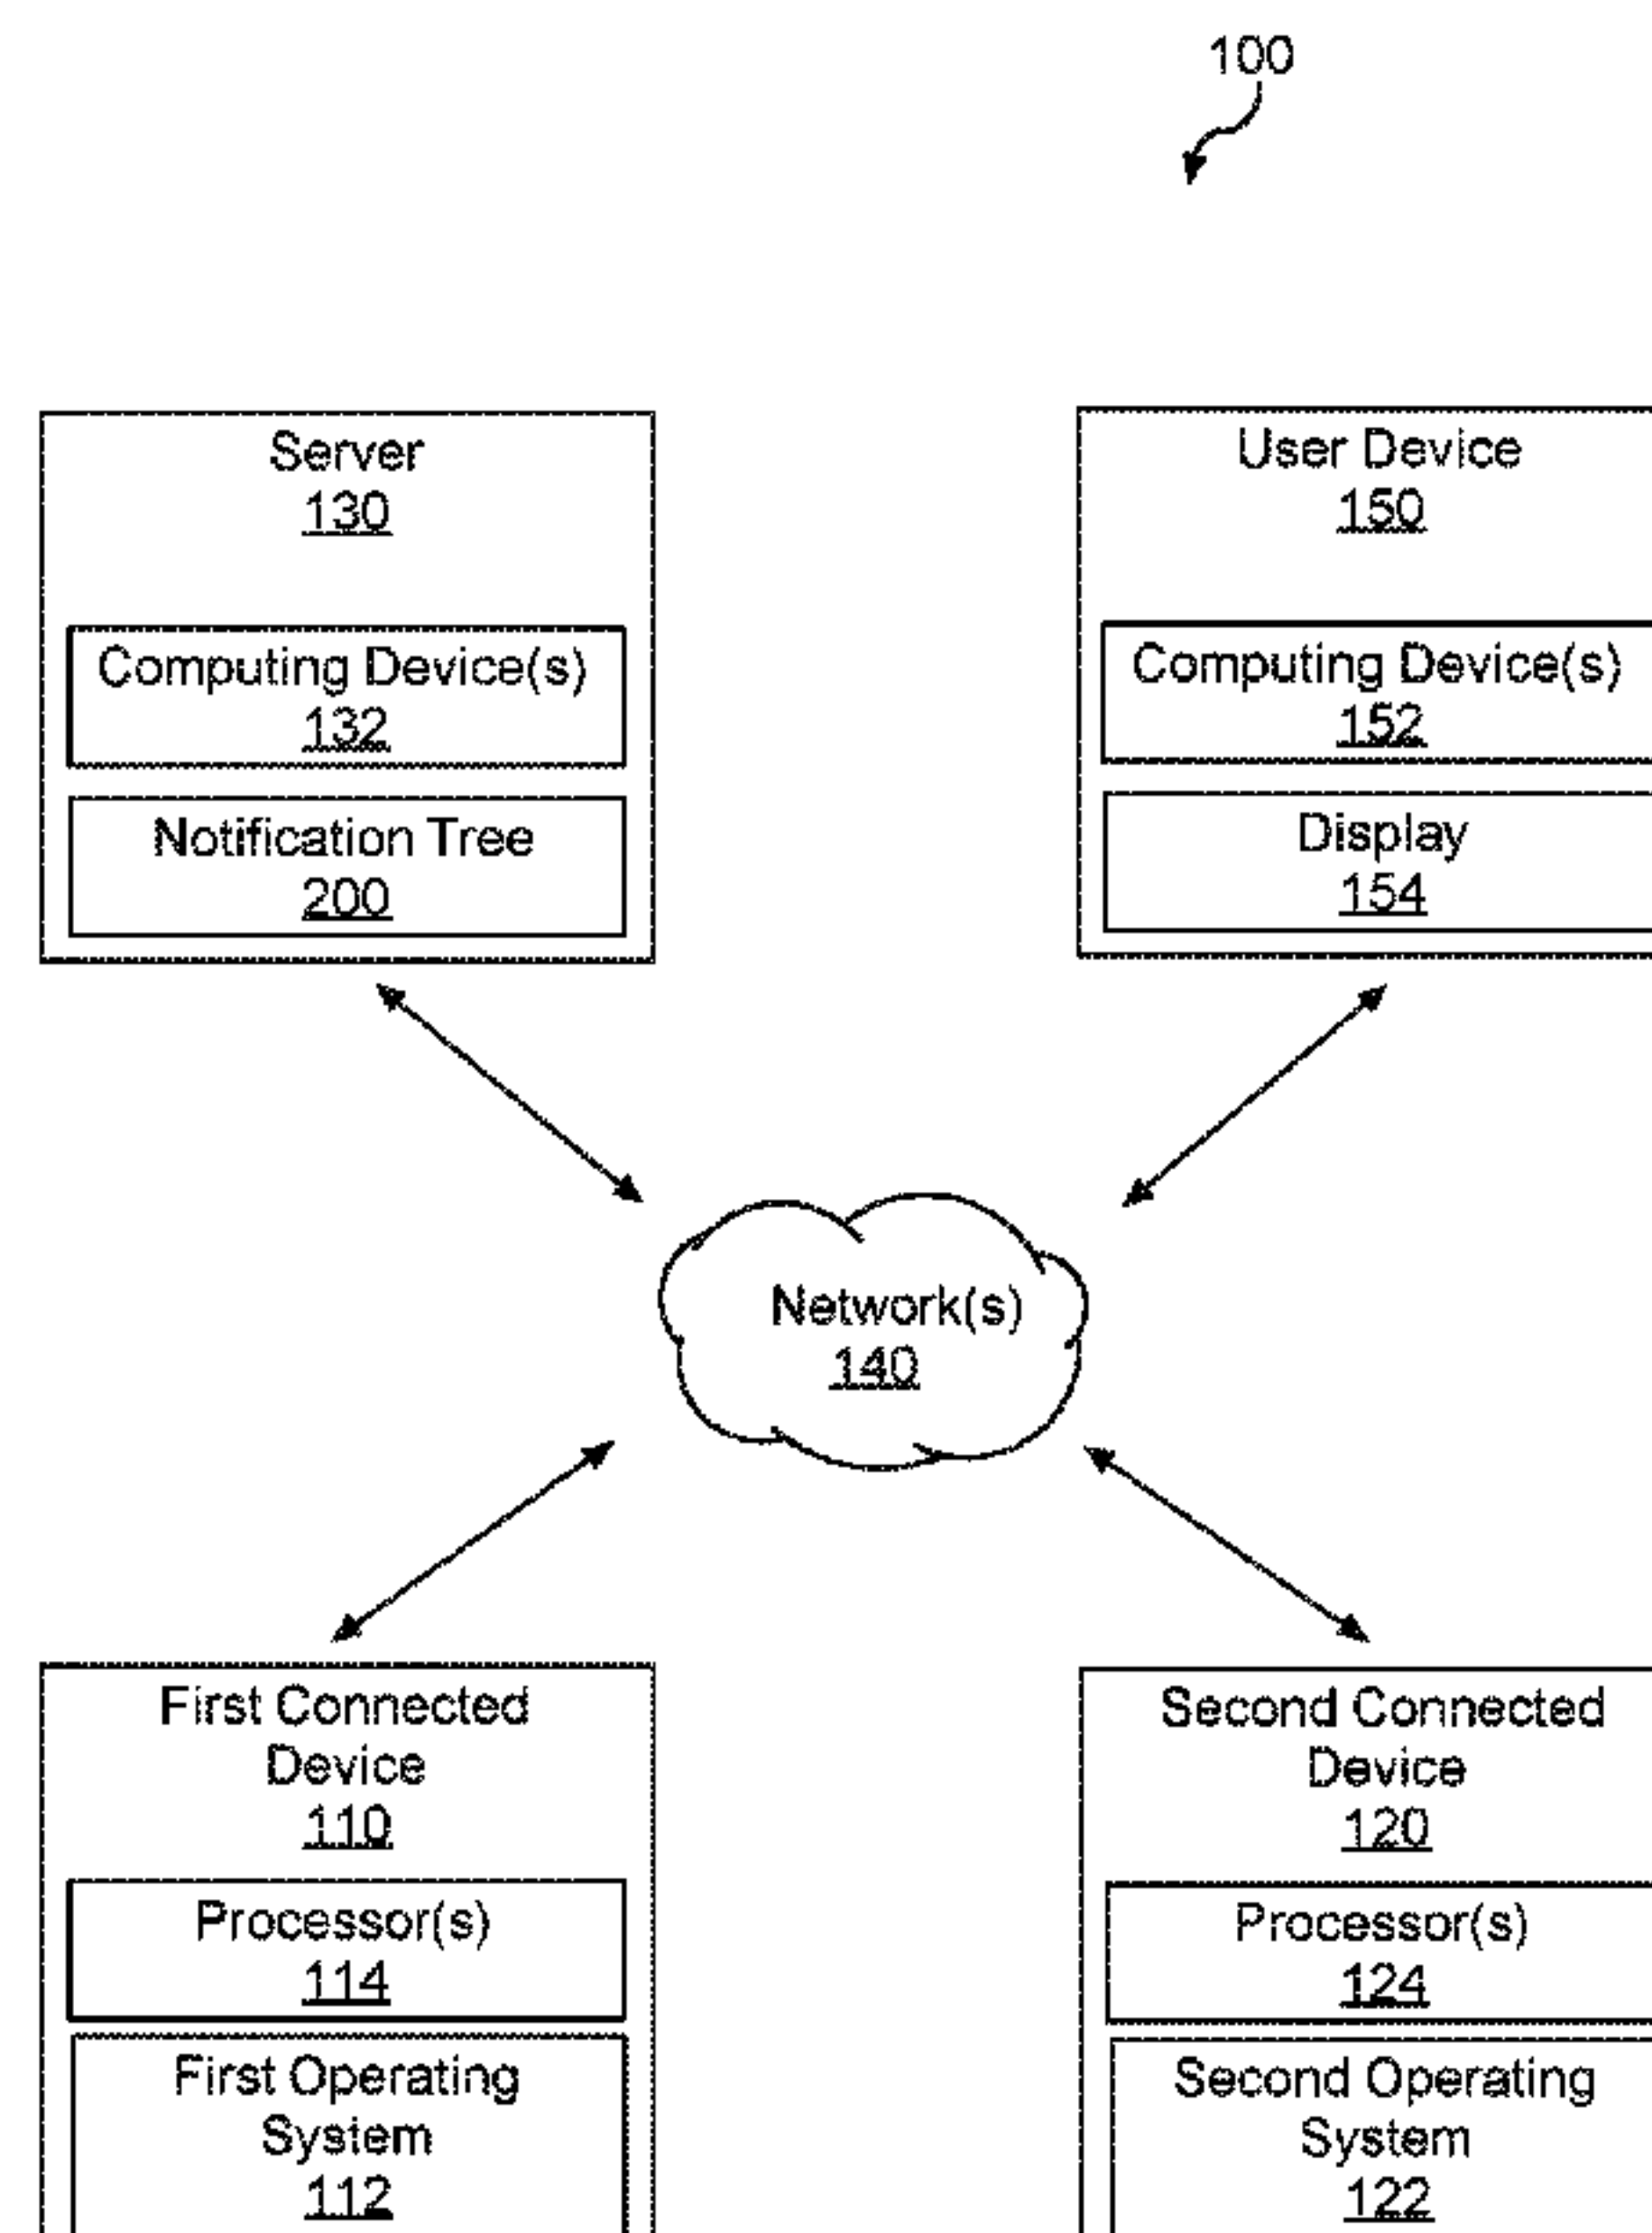 100
Server
130
Computing Device(s)
132
Notification Tree
200
User Device
150
Computing Device(s)
152
Display
154
Network(s)
140
First Connected
Device
110
Processor(s)
114
First Operating
System
112
Second Connected
Device
120
Processor(s)
124
Second Operating
System
122